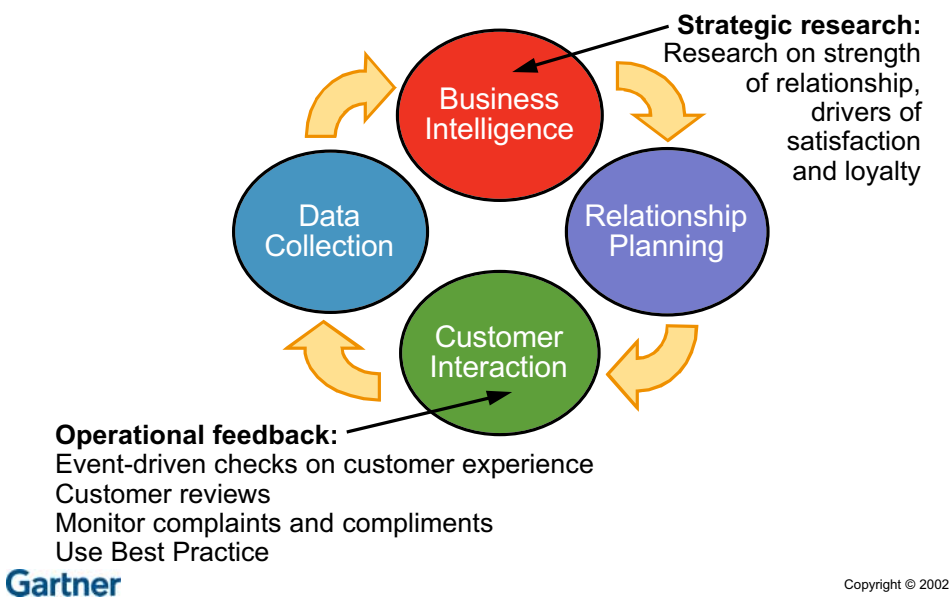 Strategic research:
Research on strength
of relationship,
drivers of
satisfaction
and loyalty
Business
Intelligence
Data
Collection
Relationship
Planning
Customer
Interaction
Operational feedback:
Event-driven checks on customer experience
Customer reviews
Monitor complaints and compliments
Use Best Practice
Gartner
Copyright © 2002